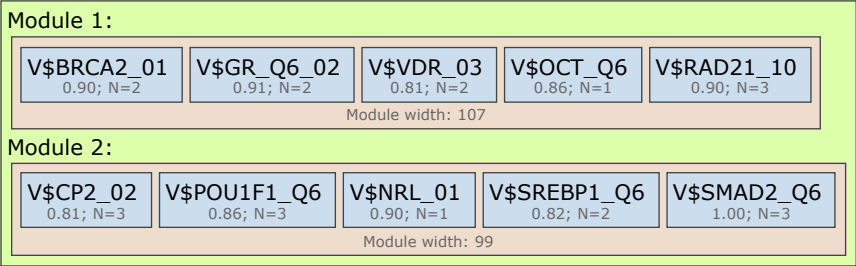 Module 1:
V$BRCA2_01 V$GR_Q6_02 V$VDR_03 V$OCT_Q6 V$RAD21_10
0.90; N=2 0.91; N=2 0.81; N=2 0.86; N=1 0.90; N=3
Module width: 107
Module 2:
V$CP2_02 V$POU1F1_Q6 V$NRL_01 V$SREBP1_Q6 V$SMAD2_Q6
0.81; N=3 0.86; N=3 0.90; N=1 0.82; N=2 1.00; N=3
Module width: 99